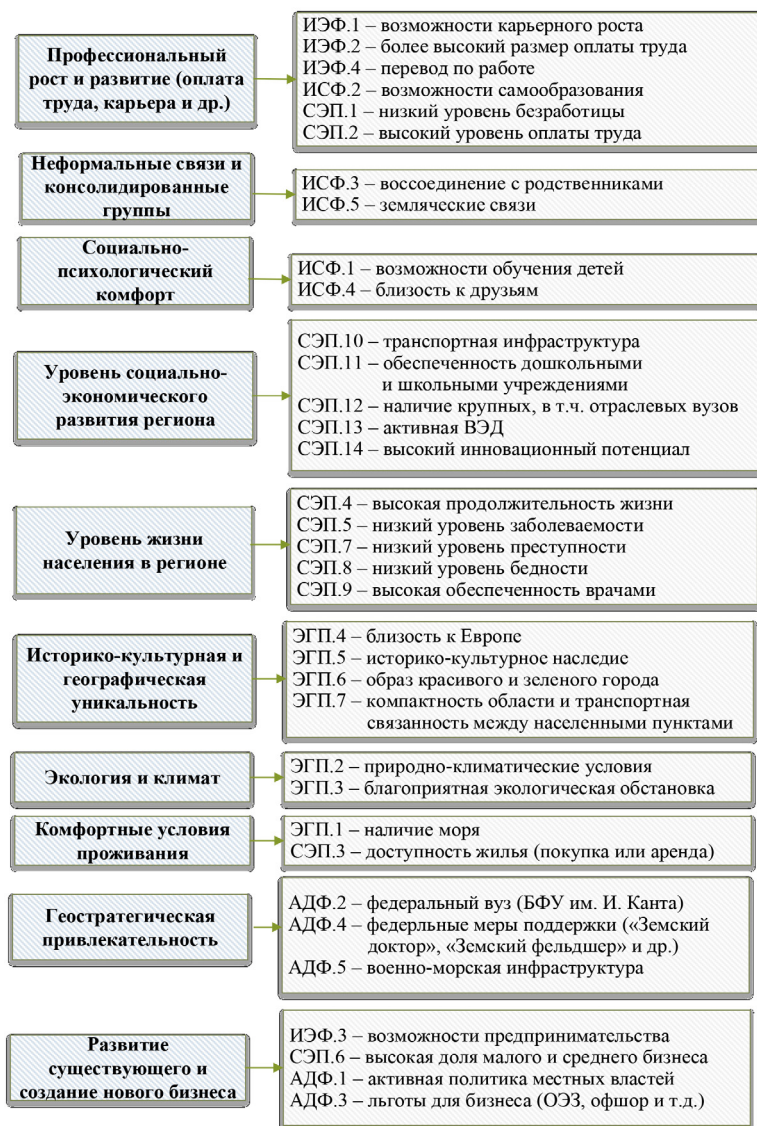 Профессиональный
рост и развитие (оплата
труда, карьера и др.)
ИЭФ.1 – возможности карьерного роста
ИЭФ.2 – более высокий размер оплаты труда
ИЭФ.4 – перевод по работе
ИСФ.2 – возможности самообразования
СЭП.1 – низкий уровень безработицы
СЭП.2 – высокий уровень оплаты труда
Неформальные связи и
консолидированные
группы
ИСФ.3 – воссоединение с родственниками
ИСФ.5 – земляческие связи
Социально-
психологический
комфорт
ИСФ.1 – возможности обучения детей
ИСФ.4 – близость к друзьям
Уровень социально-
экономического
развития региона
СЭП.10 – транспортная инфраструктура
СЭП.11 – обеспеченность дошкольными
и школьными учреждениями
СЭП.12 – наличие крупных, в т.ч. отраслевых вузов
СЭП.13 – активная ВЭД
СЭП.14 – высокий инновационный потенциал
Уровень жизни
населения в регионе
СЭП.4 – высокая продолжительность жизни
СЭП.5 – низкий уровень заболеваемости
СЭП.7 – низкий уровень преступности
СЭП.8 – низкий уровень бедности
СЭП.9 – высокая обеспеченность врачами
Историко-культурная и
географическая
уникальность
ЭГП.4 – близость к Европе
ЭГП.5 – историко-культурное наследие
ЭГП.6 – образ красивого и зеленого города
ЭГП.7 – компактность области и транспортная
связанность между населенными пунктами
Экология и климат
ЭГП.2 – природно-климатические условия
ЭГП.3 – благоприятная экологическая обстановка
Комфортные условия
проживания
ЭГП.1 – наличие моря
СЭП.3 – доступность жилья (покупка или аренда)
Геостратегическая
привлекательность
АДФ.2 – федеральный вуз (БФУ им. И. Канта)
АДФ.4 – федерльные меры поддержки («Земский
доктор», «Земский фельдшер» и др.)
АДФ.5 – военно-морская инфраструктура
Развитие
существующего и
создание нового бизнеса
ИЭФ.3 – возможности предпринимательства
СЭП.6 – высокая доля малого и среднего бизнеса
АДФ.1 – активная политика местных властей
АДФ.3 – льготы для бизнеса (ОЭЗ, офшор и т.д.)